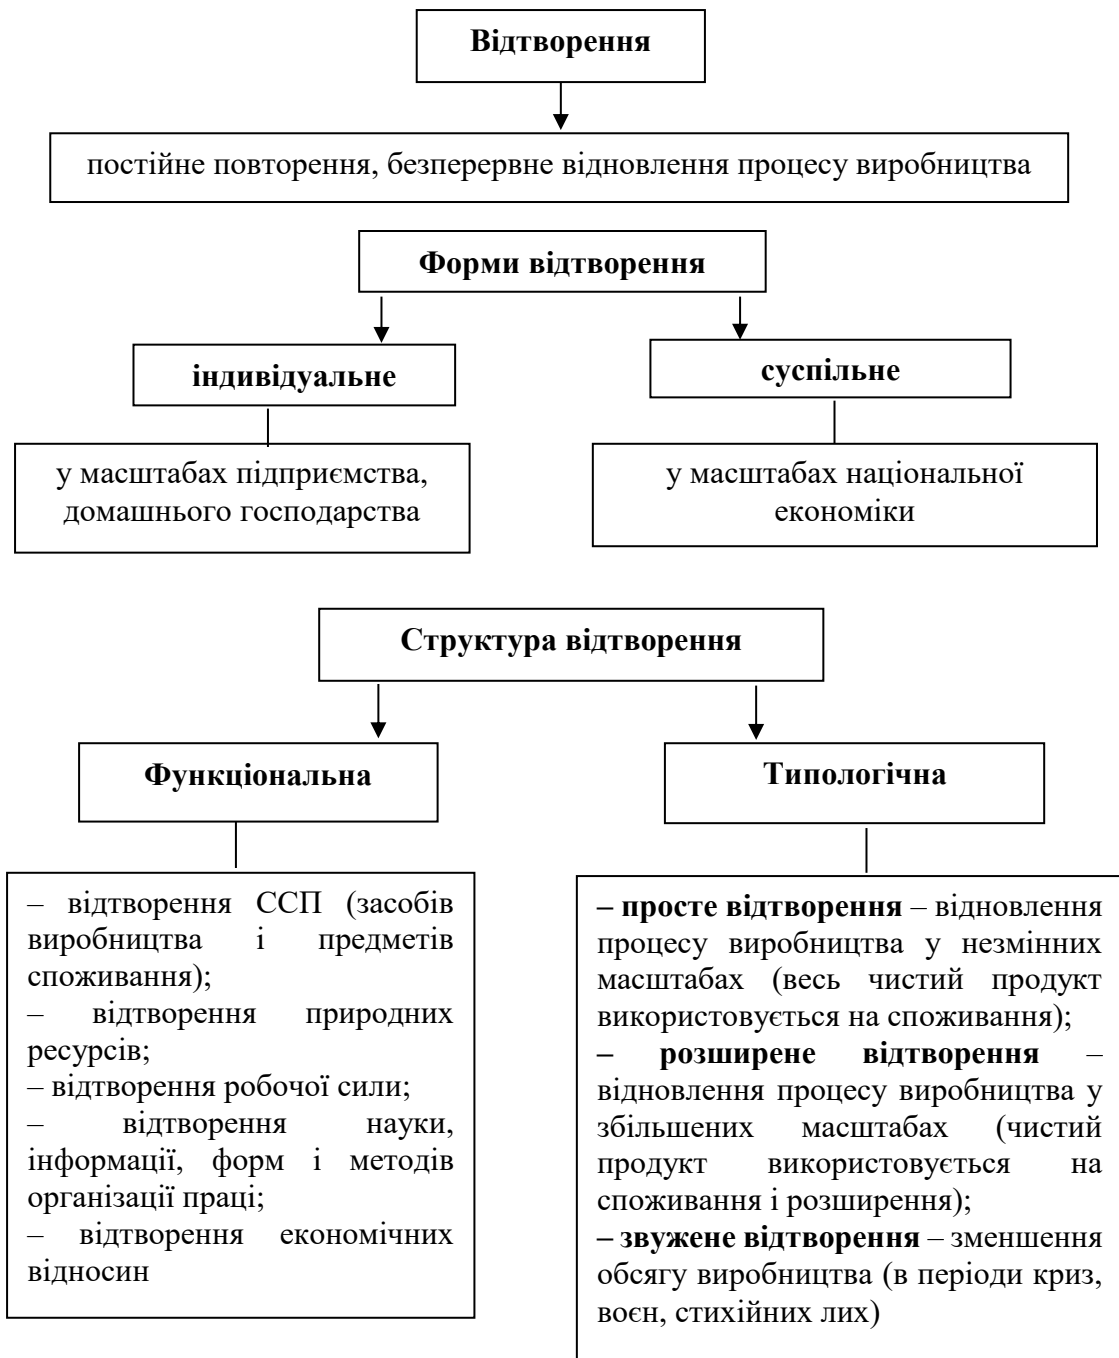 Відтворення
постійне повторення, безперервне відновлення процесу виробництва
Форми відтворення
індивідуальне
суспільне
у масштабах підприємства,
домашнього господарства
у масштабах національної
економіки
Структура відтворення
Функціональна
Типологічна
– відтворення ССП (засобів
виробництва і предметів
споживання);
– відтворення природних
ресурсів;
– відтворення робочої сили;
– відтворення науки,
інформації, форм і методів
організації праці;
– відтворення економічних
відносин
– просте відтворення – відновлення
процесу виробництва у незмінних
масштабах (весь чистий продукт
використовується на споживання);
– розширене відтворення –
відновлення процесу виробництва у
збільшених масштабах (чистий
продукт використовується на
споживання і розширення);
– звужене відтворення – зменшення
обсягу виробництва (в періоди криз,
воєн, стихійних лих)